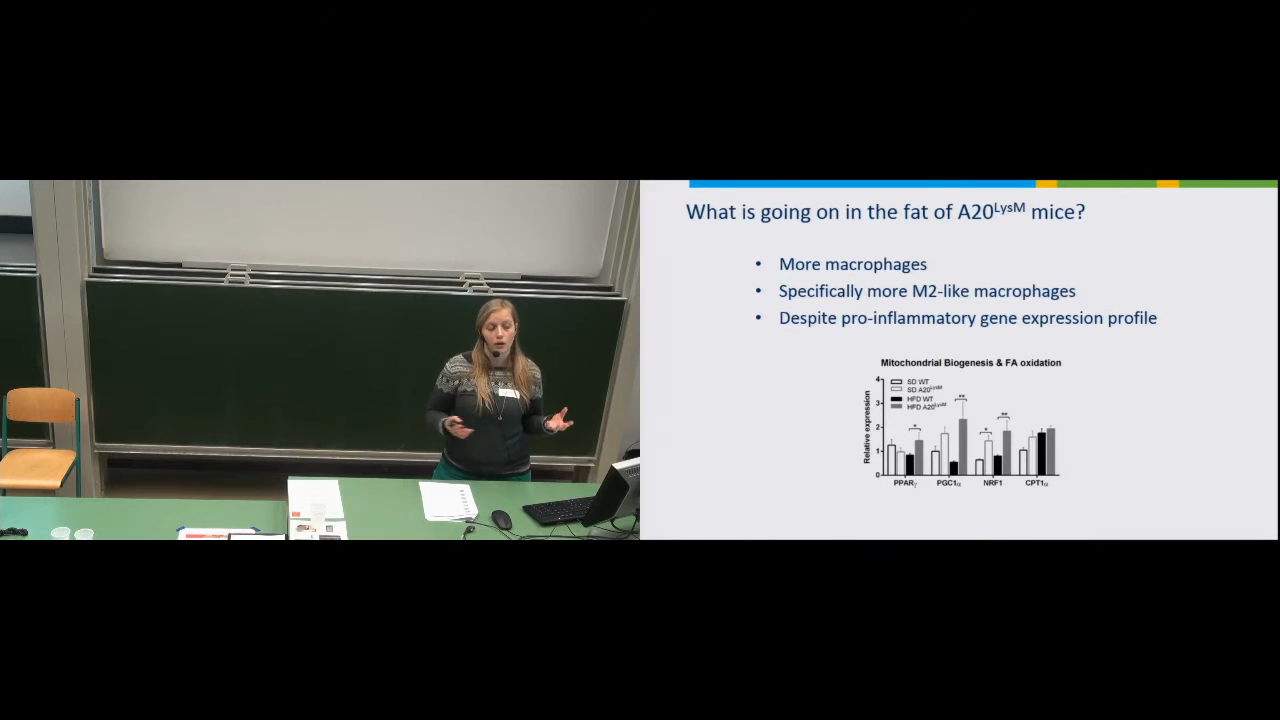 What is going on in the fat of A20LysM mice?
• More macrophages
• Specifically more M2-like macrophages
• Despite pro-inflammatory gene expression profile
Mitochondrial Biogenesis & FA oxidation
Relative expression
4
3
2
1
0
SD WT
SD A20LysM
HFD WT
HFD A20LysM
*
**
*
**
PPARγ
PGC1α
NRF1
CPT1α